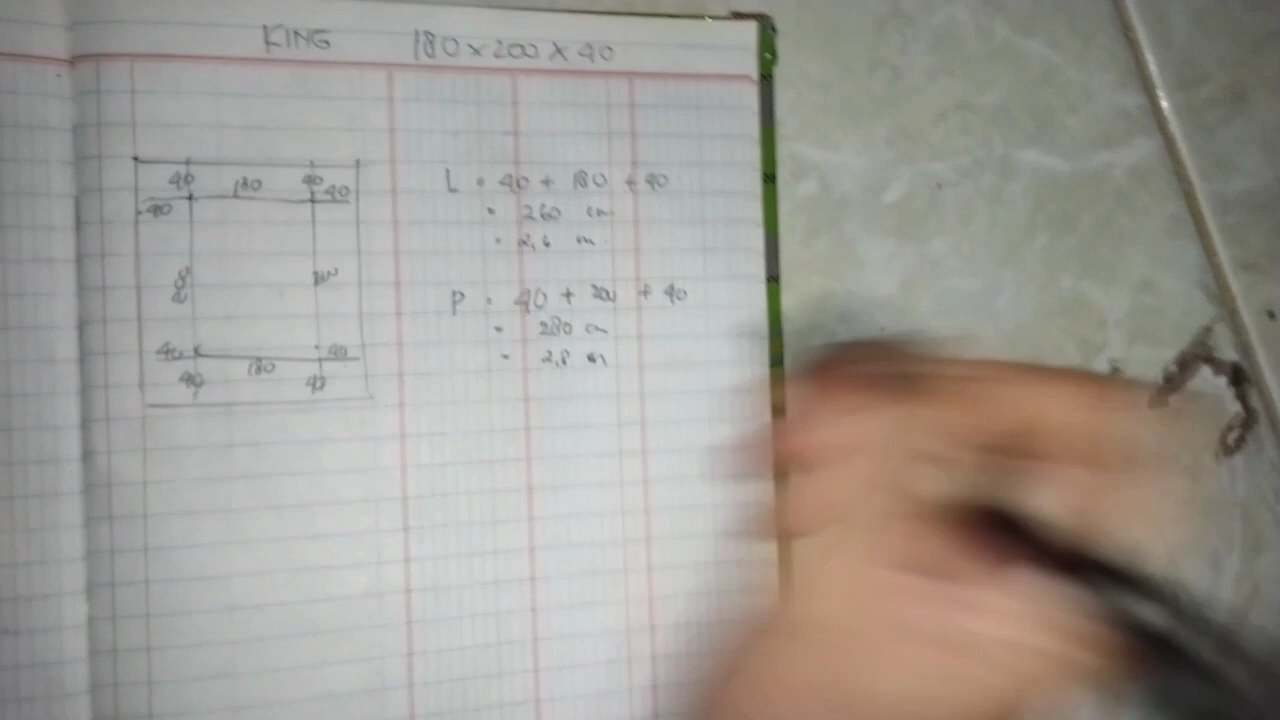 KING 180 x 200 x 40
40 180 40 40
40
200
40 40
180
40 40
L = 40 + 180 + 40
= 260 cm
= 2,6 m
P = 40 + 200 + 40
= 280 cm
= 2,8 m